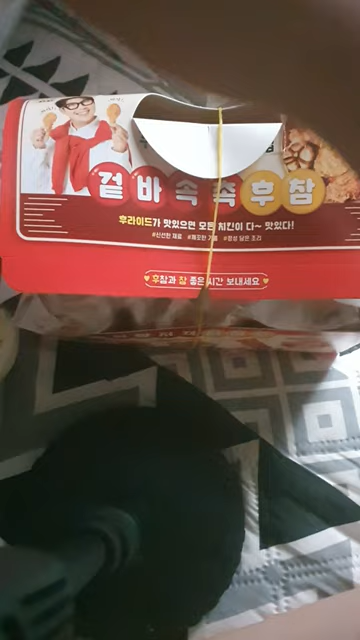 겉바속촉후참
후라이드가 맛있으면 모든 치킨이 다~ 맛있다!
#신선한 재료 #깨끗한 기름 #정성 담은 조리
후참과 참 좋은 시간 보내세요